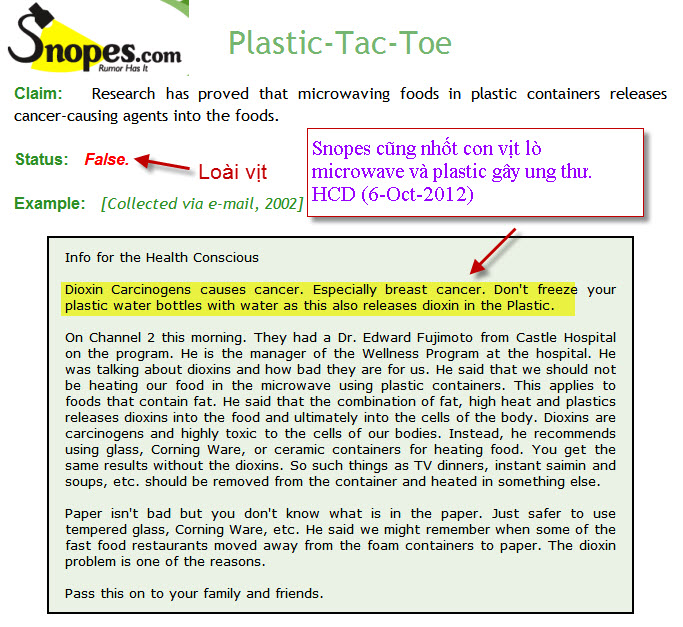 Snopes.com
Rumor Has It
Plastic-Tac-Toe
Claim: Research has proved that microwaving foods in plastic containers releases
cancer-causing agents into the foods.
Status: False.
Loài vịt
Snopes cũng nhốt con vịt lò
microwave và plastic gây ung thư.
HCD (6-Oct-2012)
Example: [Collected via e-mail, 2002]
Info for the Health Conscious
Dioxin Carcinogens causes cancer. Especially breast cancer. Don't freeze your
plastic water bottles with water as this also releases dioxin in the Plastic.
On Channel 2 this morning. They had a Dr. Edward Fujimoto from Castle Hospital
on the program. He is the manager of the Wellness Program at the hospital. He
was talking about dioxins and how bad they are for us. He said that we should not
be heating our food in the microwave using plastic containers. This applies to
foods that contain fat. He said that the combination of fat, high heat and plastics
releases dioxins into the food and ultimately into the cells of the body. Dioxins are
carcinogens and highly toxic to the cells of our bodies. Instead, he recommends
using glass, Corning Ware, or ceramic containers for heating food. You get the
same results without the dioxins. So such things as TV dinners, instant saimin and
soups, etc. should be removed from the container and heated in something else.
Paper isn't bad but you don't know what is in the paper. Just safer to use
tempered glass, Corning Ware, etc. He said we might remember when some of the
fast food restaurants moved away from the foam containers to paper. The dioxin
problem is one of the reasons.
Pass this on to your family and friends.